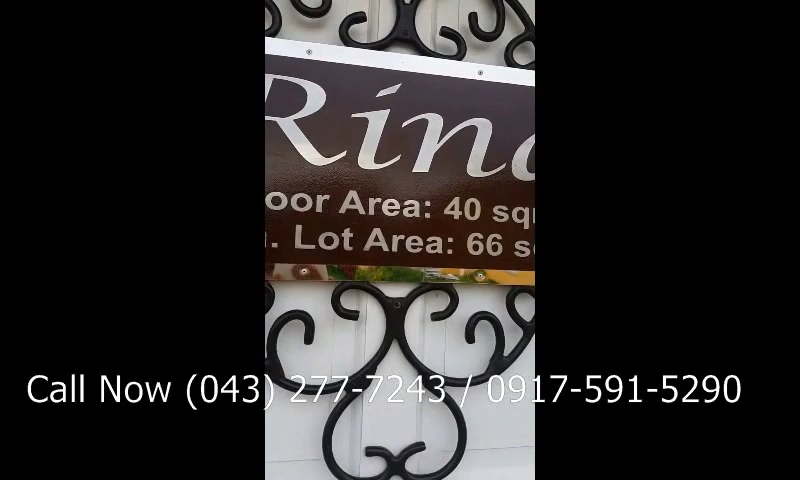 Rin
oor Area: 40 sq
. Lot Area: 66 s
Call Now (043) 277-7243 / 0917-591-5290